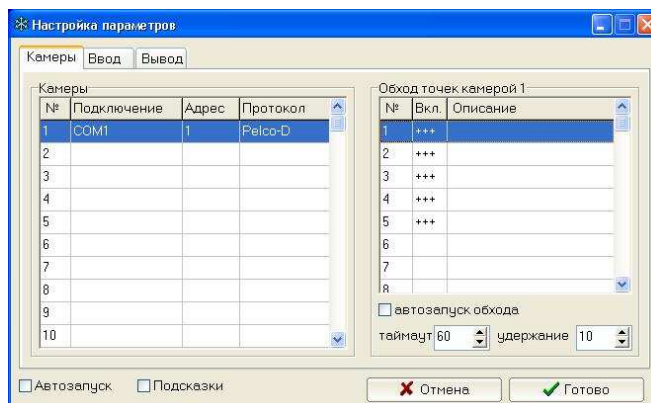 Настройка параметров
Камеры Ввод Вывод
Камеры
№ Подключение Адрес Протокол
1 COM1 1 Pelco-D
2
3
4
5
6
7
8
9
10
Обход точек камерой 1
№ Вкл. Описание
1 +++
2 +++
3 +++
4 +++
5 +++
6
7
8
автозапуск обхода
таймаут 60 удержание 10
Автозапуск Подсказки
Отмена Готово